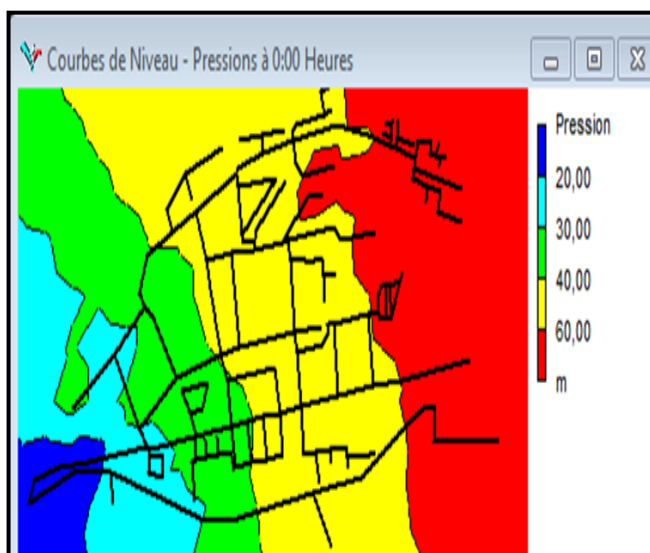 Courbes de Niveau - Pressions à 0:00 Heures
Pression
20,00
30,00
40,00
60,00
m